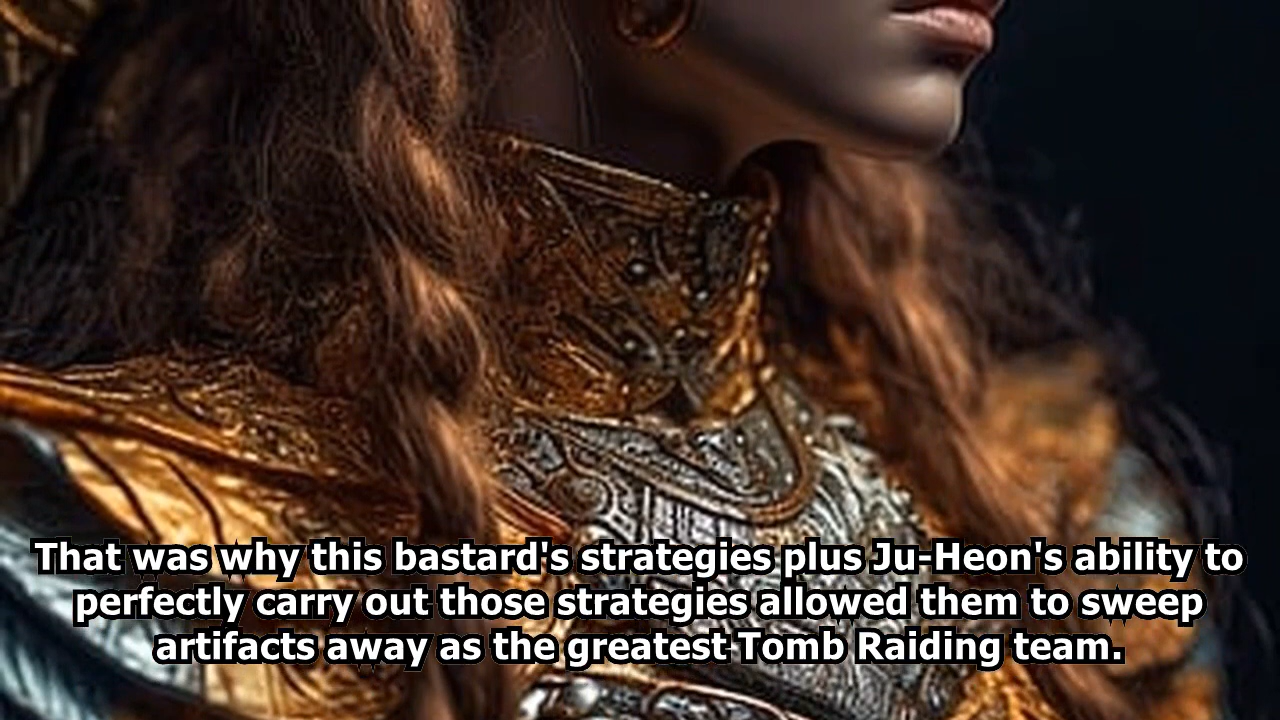 That was why this bastard's strategies plus Ju-Heon's ability to
perfectly carry out those strategies allowed them to sweep
artifacts away as the greatest Tomb Raiding team.